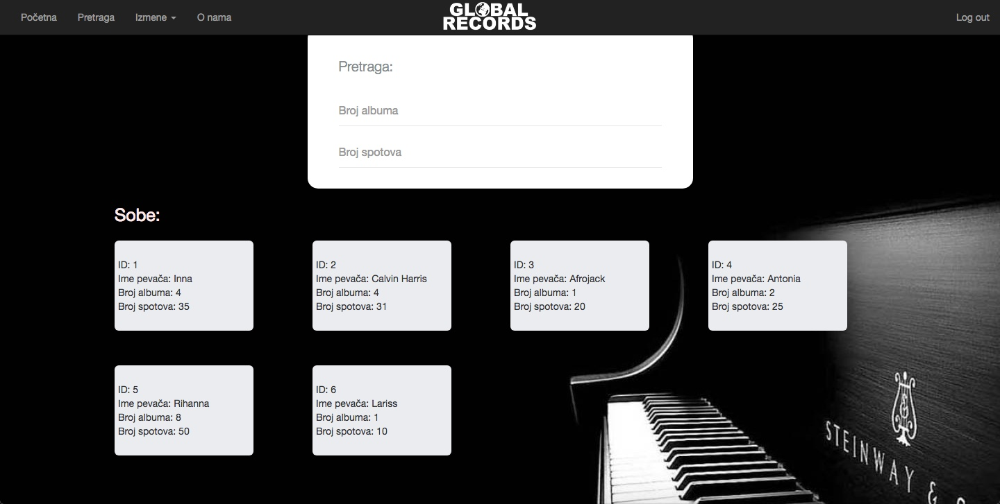 Početna
Pretraga
Izmene
O nama
GLOBAL
RECORDS
Log out
Pretraga:
Broj albuma
Broj spotova
Sobe:
ID: 1
Ime pevača: Inna
Broj albuma: 4
Broj spotova: 35
ID: 2
Ime pevača: Calvin Harris
Broj albuma: 4
Broj spotova: 31
ID: 3
Ime pevača: Afrojack
Broj albuma: 1
Broj spotova: 20
ID: 4
Ime pevača: Antonia
Broj albuma: 2
Broj spotova: 25
ID: 5
Ime pevača: Rihanna
Broj albuma: 8
Broj spotova: 50
ID: 6
Ime pevača: Lariss
Broj albuma: 1
Broj spotova: 10
STEINWAY &